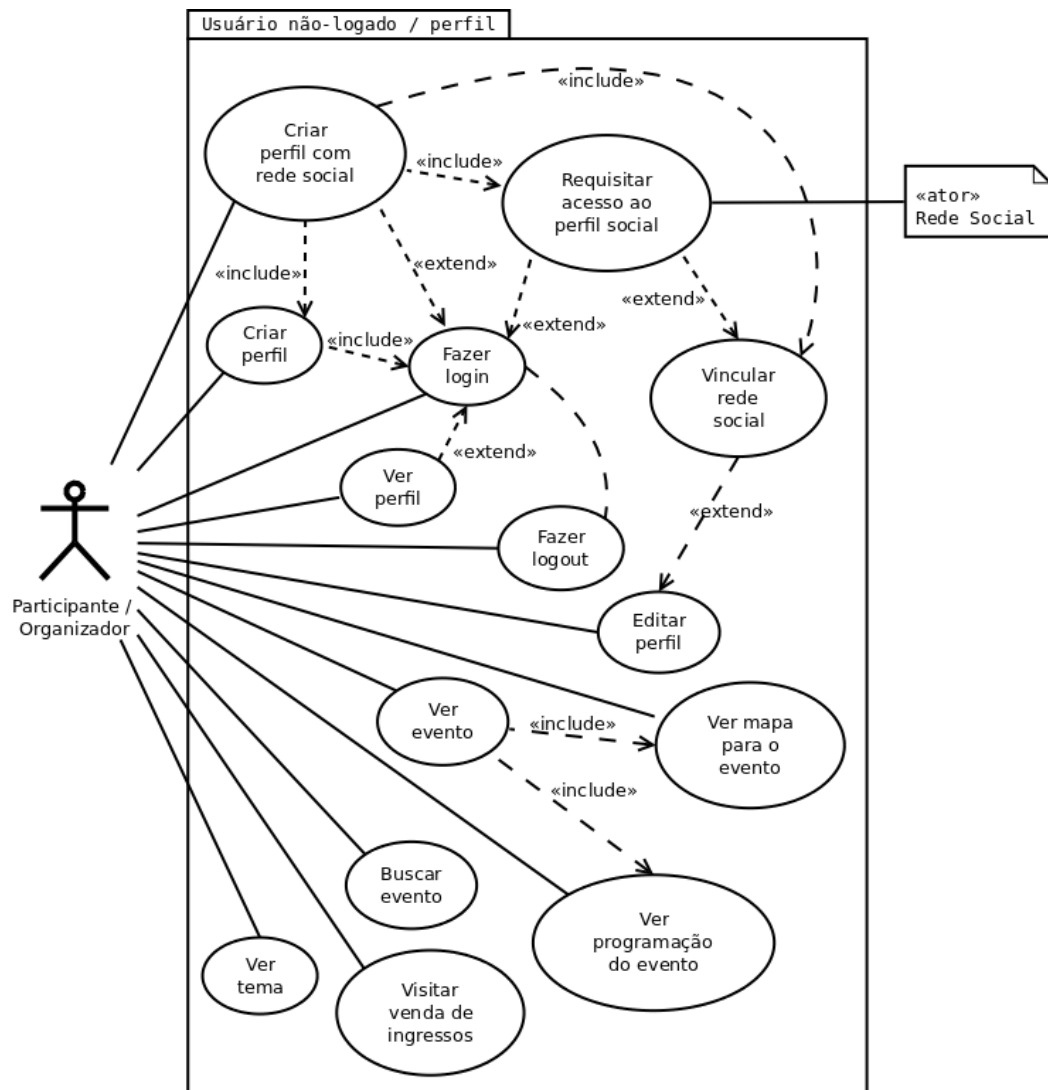 Usuário não-logado / perfil
«include»
Criar
perfil com
rede social
«include»
Requisitar
acesso ao
perfil social
«ator»
Rede Social
«include»
«extend»
«extend»
«extend»
Criar
perfil
«include»
Fazer
login
Vincular
rede
social
«extend»
Ver
perfil
«extend»
Fazer
logout
Participante /
Organizador
Editar
perfil
Ver
evento
«include»
Ver mapa
para o
evento
«include»
Buscar
evento
Ver
programação
do evento
Ver
tema
Visitar
venda de
ingressos